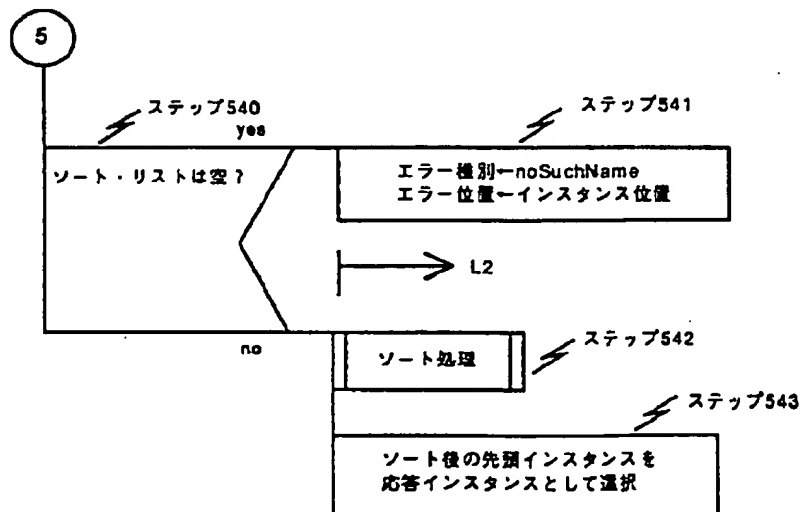 5
ステップ540
yes
ステップ541
ソート・リストは空?
エラー種別←noSuchName
エラー位置←インスタンス位置
L2
no
ソート処理
ステップ542
ステップ543
ソート後の先頭インスタンスを
応答インスタンスとして選択